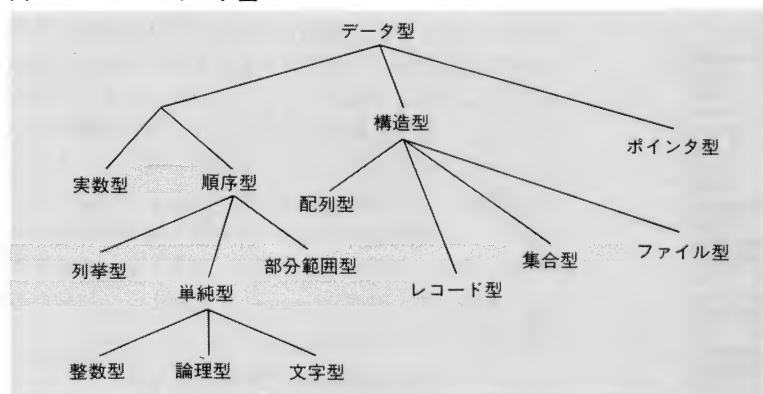 データ型
構造型
ポインタ型
実数型
順序型
配列型
列挙型
部分範囲型
集合型
ファイル型
単純型
レコード型
整数型
論理型
文字型